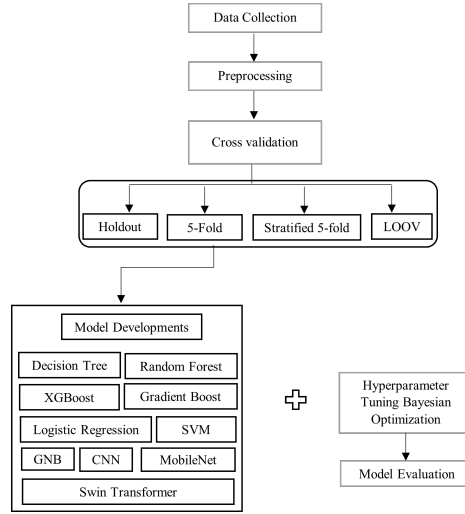 Data Collection
Preprocessing
Cross validation
Holdout
5-Fold
Stratified 5-fold
LOOV
Model Developments
Decision Tree
Random Forest
XGBoost
Gradient Boost
Logistic Regression
SVM
GNB
CNN
MobileNet
Swin Transformer
Hyperparameter
Tuning Bayesian
Optimization
Model Evaluation